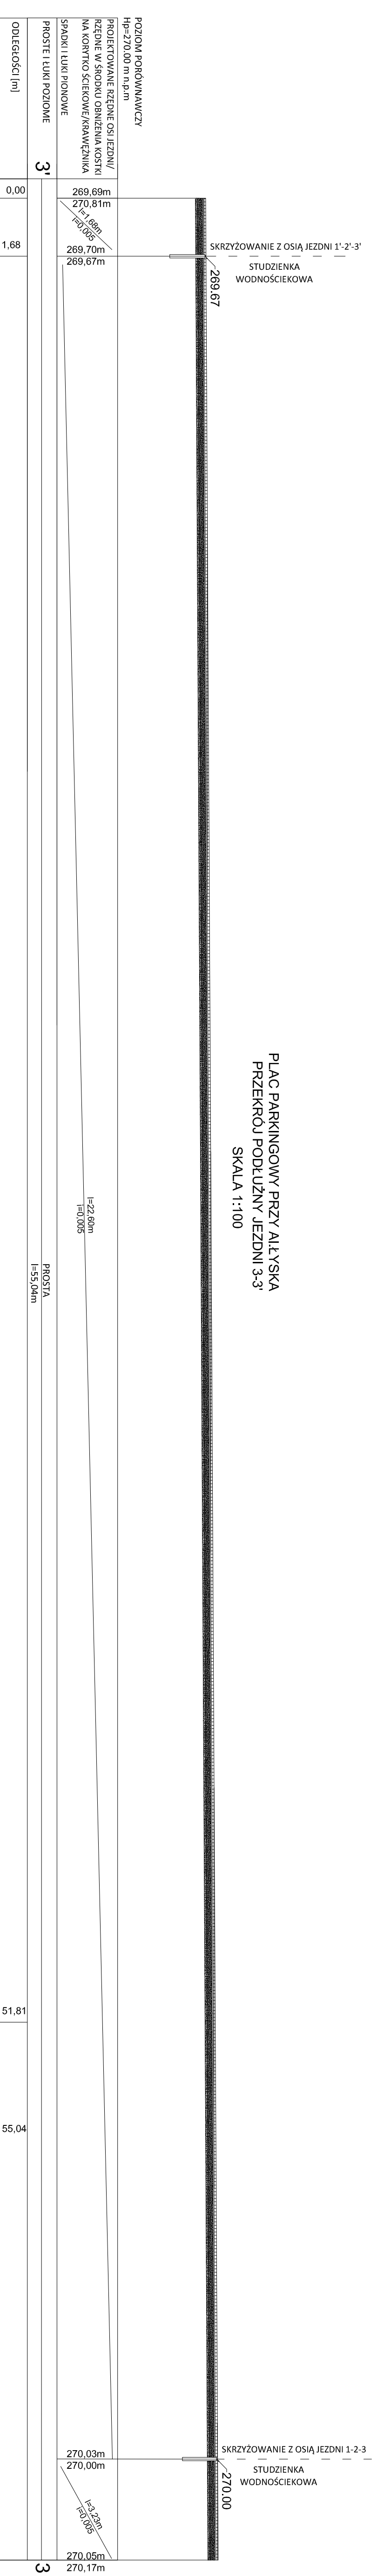 PLAC PARKINGOWY PRZY Al.ŁYSKA
PRZEKRÓJ PODŁUŻNY JEZDNI 3-3'
SKALA 1:100
SKRZYŻOWANIE Z OSIĄ JEZDNI 1'-2'-3'
STUDZIENKA
WODNOŚCIEKOWA
269.67
SKRZYŻOWANIE Z OSIĄ JEZDNI 1-2-3
STUDZIENKA
WODNOŚCIEKOWA
270.00
POZIOM PORÓWNAWCZY
Hp=270.00 m n.p.m
PROJEKTOWANE RZĘDNE OSI JEZDNI/
RZĘDNE W ŚRODKU OBNIŻENIA KOSTKI
NA KORYTKO ŚCIEKOWE/KRAWĘŻNIKA
269,69m
270,81m
269,70m
269,67m
270,03m
270,00m
270,05m
270,17m
SPADKI I ŁUKI PIONOWE
l=1,68m
i=0,005
l=22,60m
i=0,005
l=3,23m
i=0,005
PROSTE I ŁUKI POZIOME
3'
PROSTA
l=55,04m
3
ODLEGŁOŚCI [m]
0,00
1,68
51,81
55,04